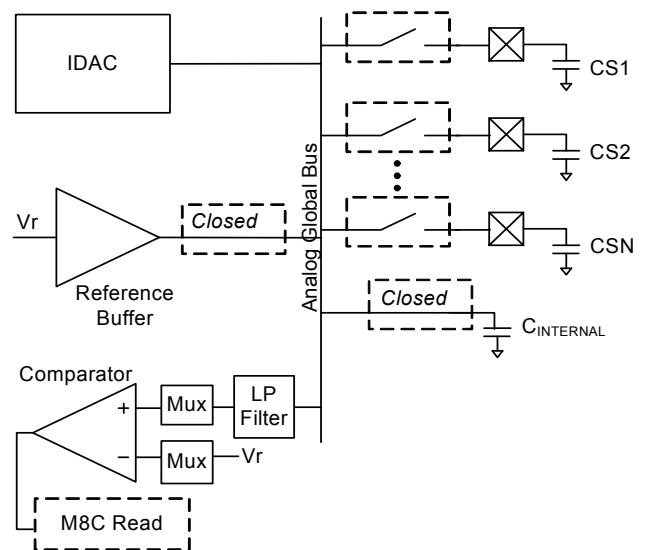 IDAC
CS1
CS2
Analog Global Bus
Vr
Closed
CSN
Reference
Buffer
Closed
CINTERNAL
Comparator
+
Mux
LP
Filter
–
Mux
Vr
M8C Read